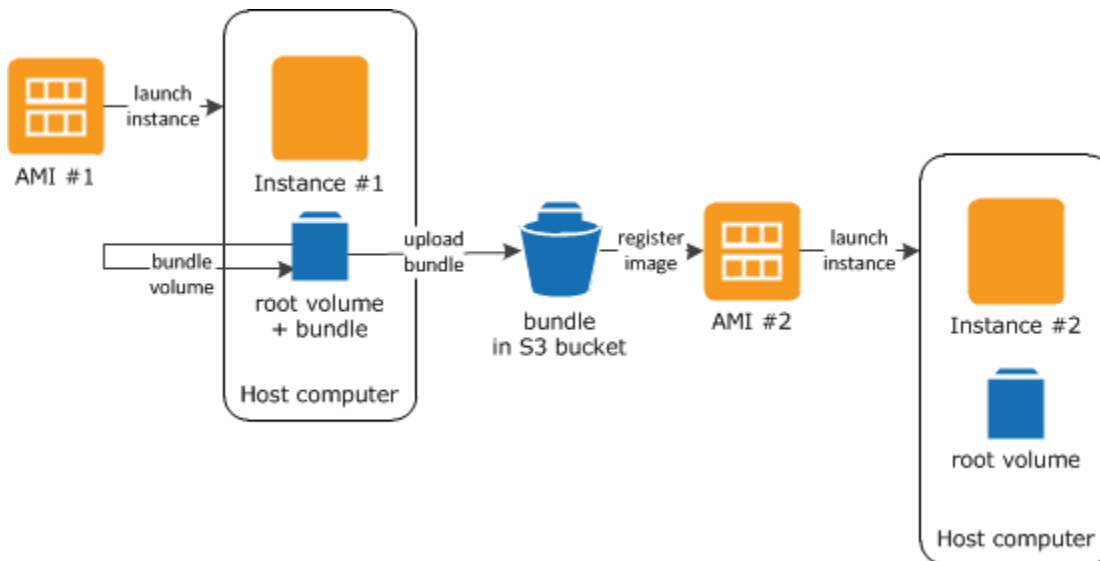 AMI #1
launch
instance
Instance #1
bundle
volume
root volume
+ bundle
Host computer
upload
bundle
bundle
in S3 bucket
register
image
AMI #2
launch
instance
Instance #2
root volume
Host computer